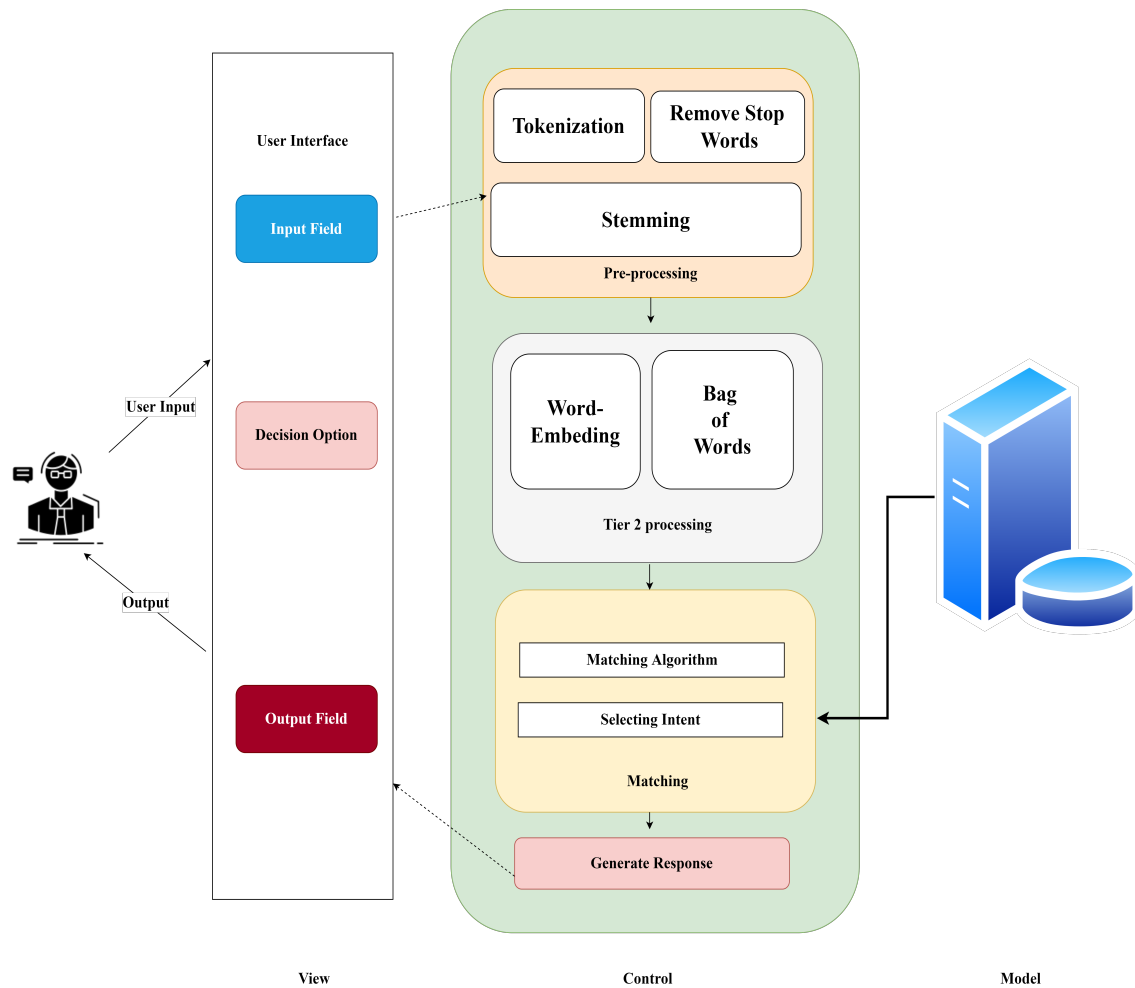 User Input
Output
User Interface
Input Field
Decision Option
Output Field
Tokenization
Remove Stop
Words
Stemming
Pre-processing
Word-
Embeding
Bag
of
Words
Tier 2 processing
Matching Algorithm
Selecting Intent
Matching
Generate Response
View
Control
Model